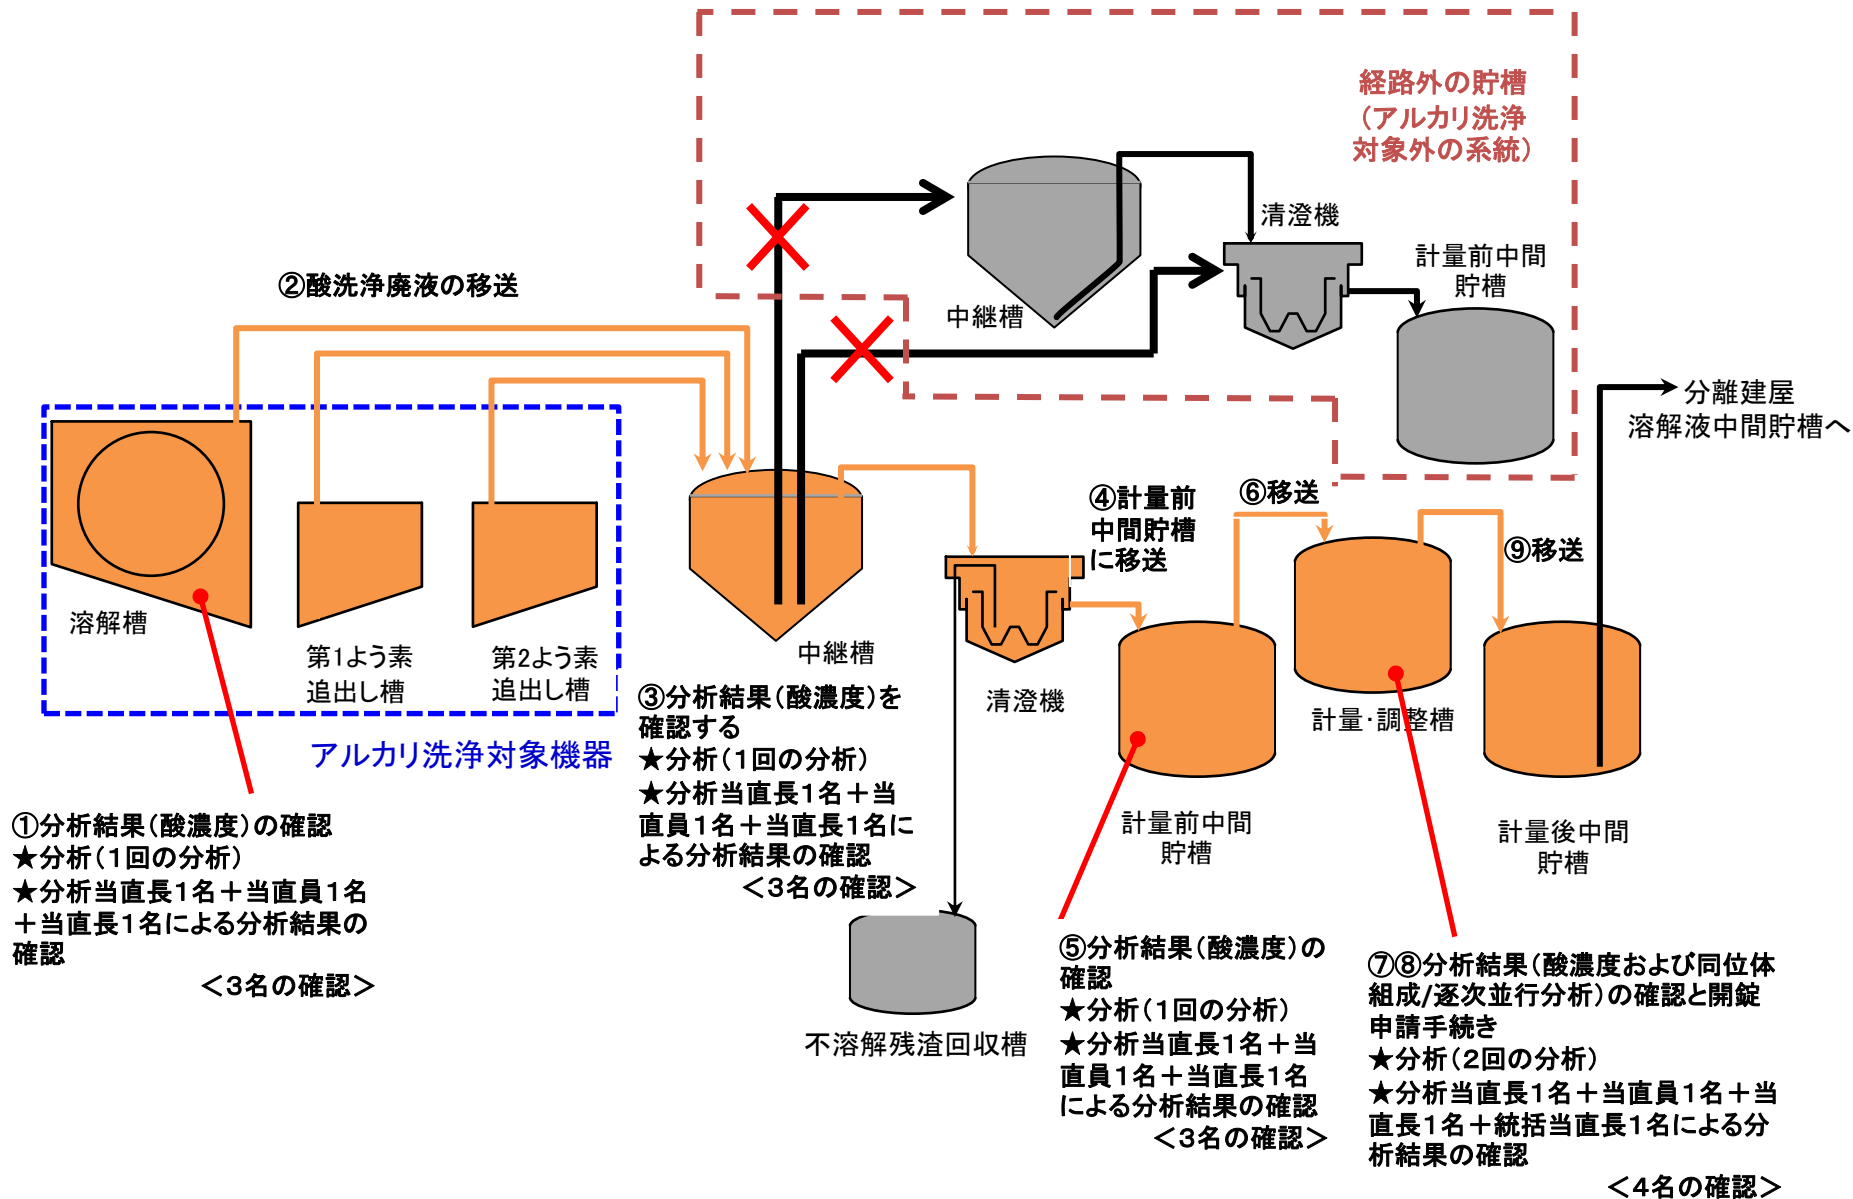 経路外の貯槽
（アルカリ洗浄
対象外の系統）
清澄機
計量前中間
貯槽
中継槽
②酸洗浄廃液の移送
分離建屋
溶解液中間貯槽へ
④計量前
中間貯槽
に移送
⑥移送
⑨移送
溶解槽
第1よう素
追出し槽
第2よう素
追出し槽
中継槽
清澄機
計量・調整槽
アルカリ洗浄対象機器
③分析結果（酸濃度）を
確認する
★分析（1回の分析）
★分析当直長1名＋当
直員1名＋当直長1名に
よる分析結果の確認
＜3名の確認＞
計量前中間
貯槽
計量後中間
貯槽
①分析結果（酸濃度）の確認
★分析（1回の分析）
★分析当直長1名＋当直員1名
＋当直長1名による分析結果の
確認
＜3名の確認＞
不溶解残渣回収槽
⑤分析結果（酸濃度）の
確認
★分析（1回の分析）
★分析当直長1名＋当
直員1名＋当直長1名
による分析結果の確認
＜3名の確認＞
⑦⑧分析結果（酸濃度および同位体
組成/逐次並行分析）の確認と開錠
申請手続き
★分析（2回の分析）
★分析当直長1名＋当直員1名＋当
直長1名＋統括当直長1名による分
析結果の確認
＜4名の確認＞